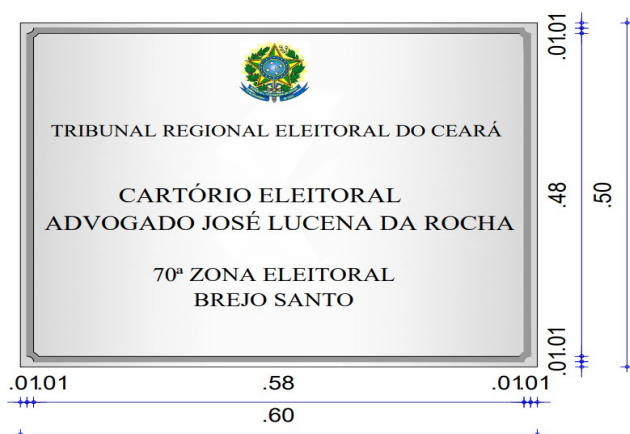 TRIBUNAL REGIONAL ELEITORAL DO CEARÁ
CARTÓRIO ELEITORAL
ADVOGADO JOSÉ LUCENA DA ROCHA
70ª ZONA ELEITORAL
BREJO SANTO
.01.01
.48
.50
.01.01
.01.01 .58 .01.01
.60